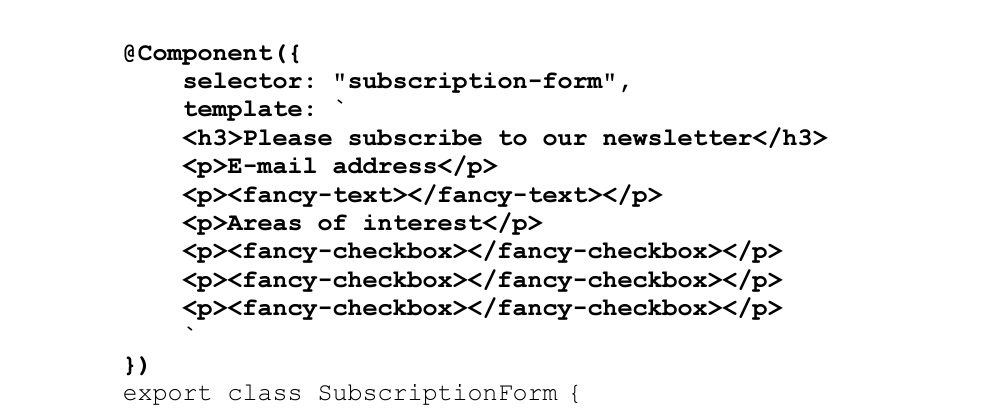 @Component({
    selector: "subscription-form",
    template: `
    <h3>Please subscribe to our newsletter</h3>
    <p>E-mail address</p>
    <p><fancy-text></fancy-text></p>
    <p>Areas of interest</p>
    <p><fancy-checkbox></fancy-checkbox></p>
    <p><fancy-checkbox></fancy-checkbox></p>
    <p><fancy-checkbox></fancy-checkbox></p>
    `
})
export class SubscriptionForm {